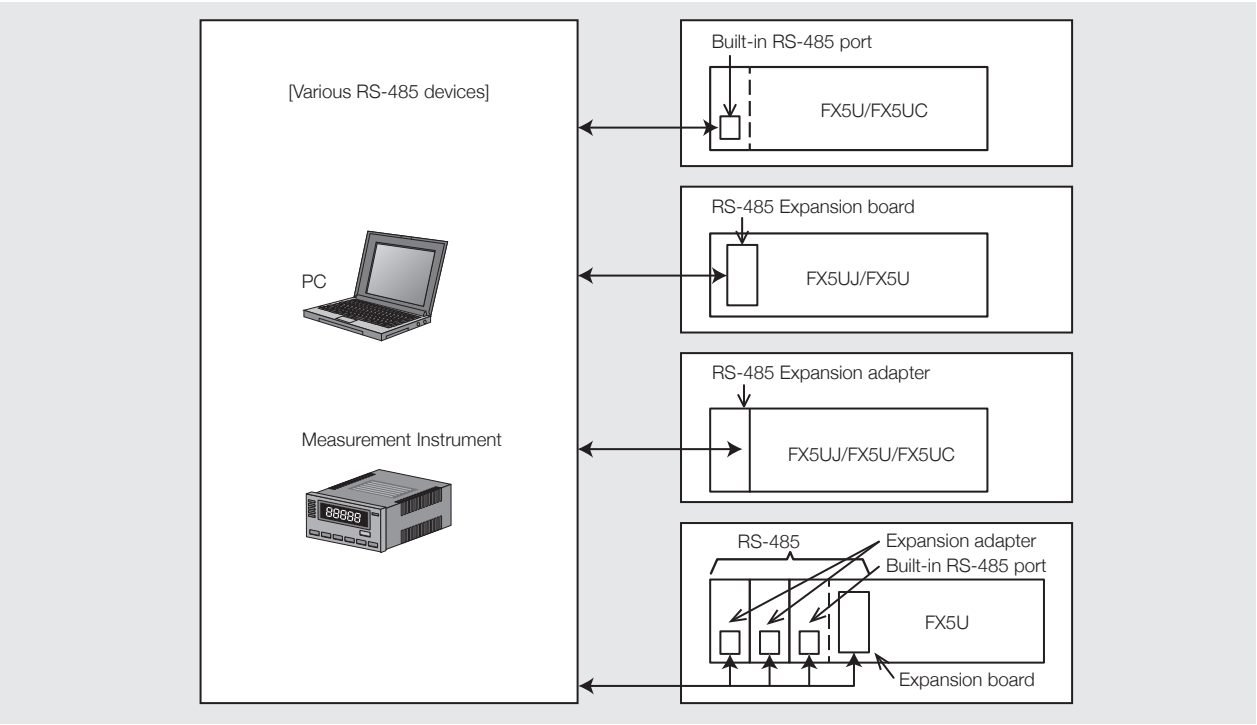 [Various RS-485 devices]
PC
Measurement Instrument
88888
Built-in RS-485 port
FX5U/FX5UC
RS-485 Expansion board
FX5UJ/FX5U
RS-485 Expansion adapter
FX5UJ/FX5U/FX5UC
RS-485
Expansion adapter
Built-in RS-485 port
FX5U
Expansion board